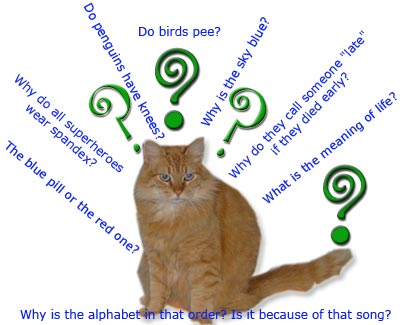 Do birds pee?
Do penguins
have knees?
Why is the sky blue?
Why do all superheroes
wear spandex?
Why do they call someone "late"
if they died early?
The blue pill or the red one?
What is the meaning of life?
Why is the alphabet in that order? Is it because of that song?